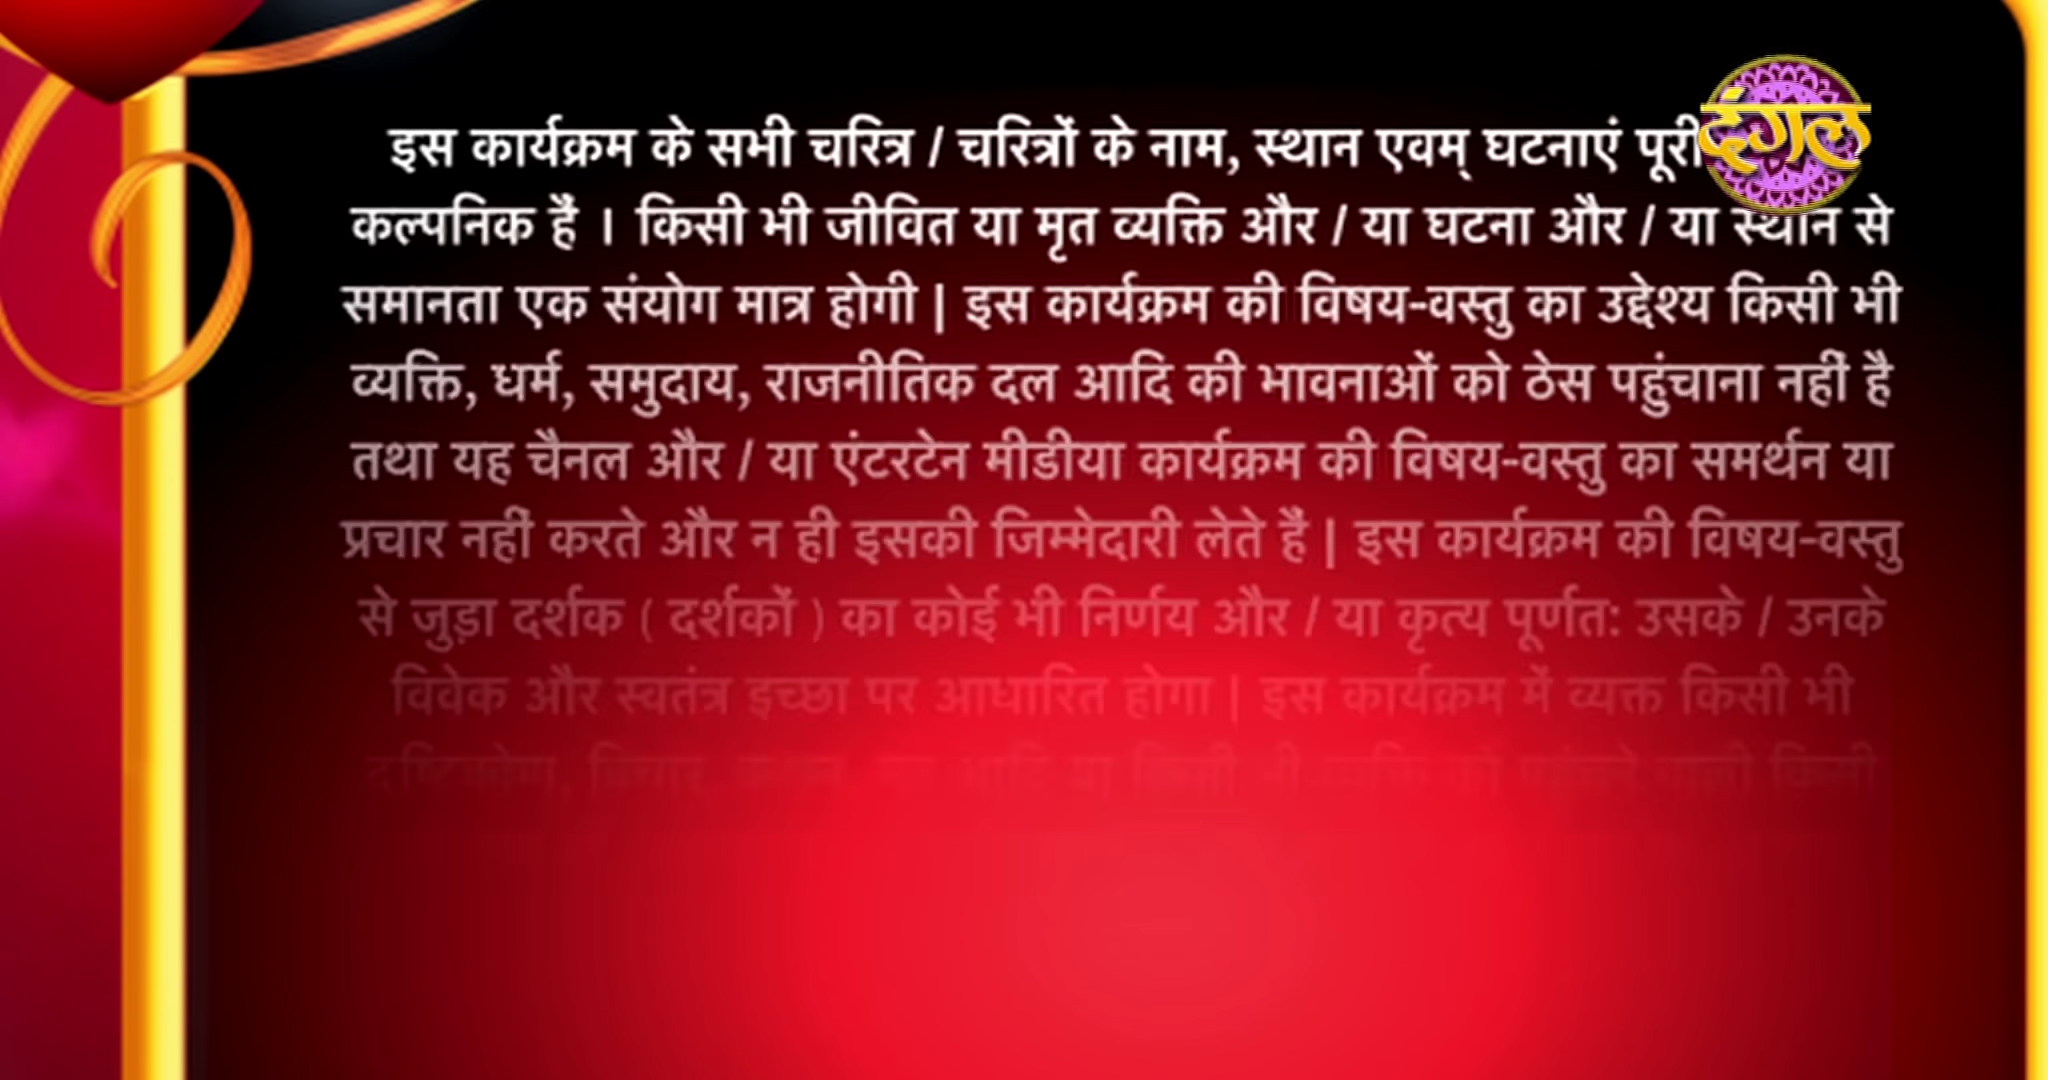 इस कार्यक्रम के सभी चरित्र / चरित्रों के नाम, स्थान एवम् घटनाएं पूरी
दंगल
कल्पनिक हैं । किसी भी जीवित या मृत व्यक्ति और / या घटना और / या स्थान से
समानता एक संयोग मात्र होगी | इस कार्यक्रम की विषय-वस्तु का उद्देश्य किसी भी
व्यक्ति, धर्म, समुदाय, राजनीतिक दल आदि की भावनाओं को ठेस पहुंचाना नहीं है
तथा यह चैनल और / या एंटरटेन मीडीया कार्यक्रम की विषय-वस्तु का समर्थन या
प्रचार नहीं करते और न ही इसकी जिम्मेदारी लेते हैं | इस कार्यक्रम की विषय-वस्तु
से जुड़ा दर्शक ( दर्शकों ) का कोई भी निर्णय और / या कृत्य पूर्णत: उसके / उनके
विवेक और स्वतंत्र इच्छा पर आधारित होगा | इस कार्यक्रम में व्यक्त किसी भी